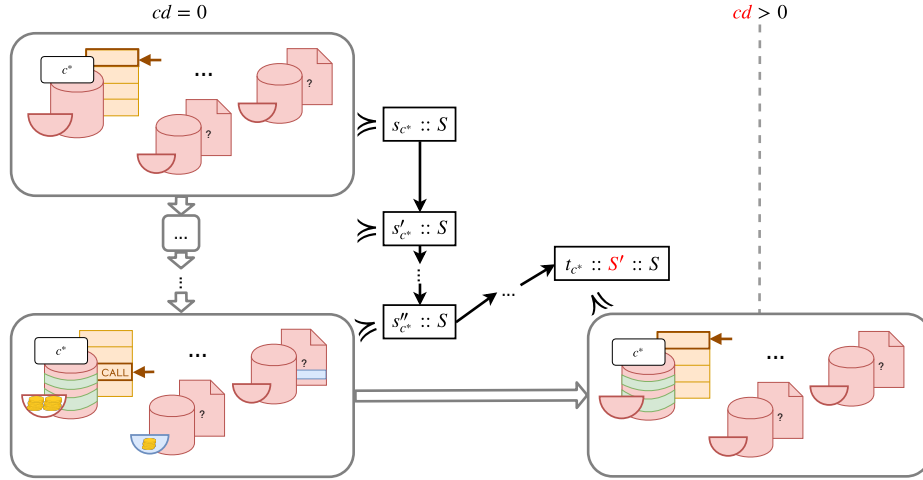 cd = 0
cd > 0
c*
...
?
?
s_{c*} :: S
s'_{c*} :: S
...
⋮
⋮
t_{c*} :: S' :: S
...
s''_{c*} :: S
c*
CALL
...
?
?
c*
...
?
?